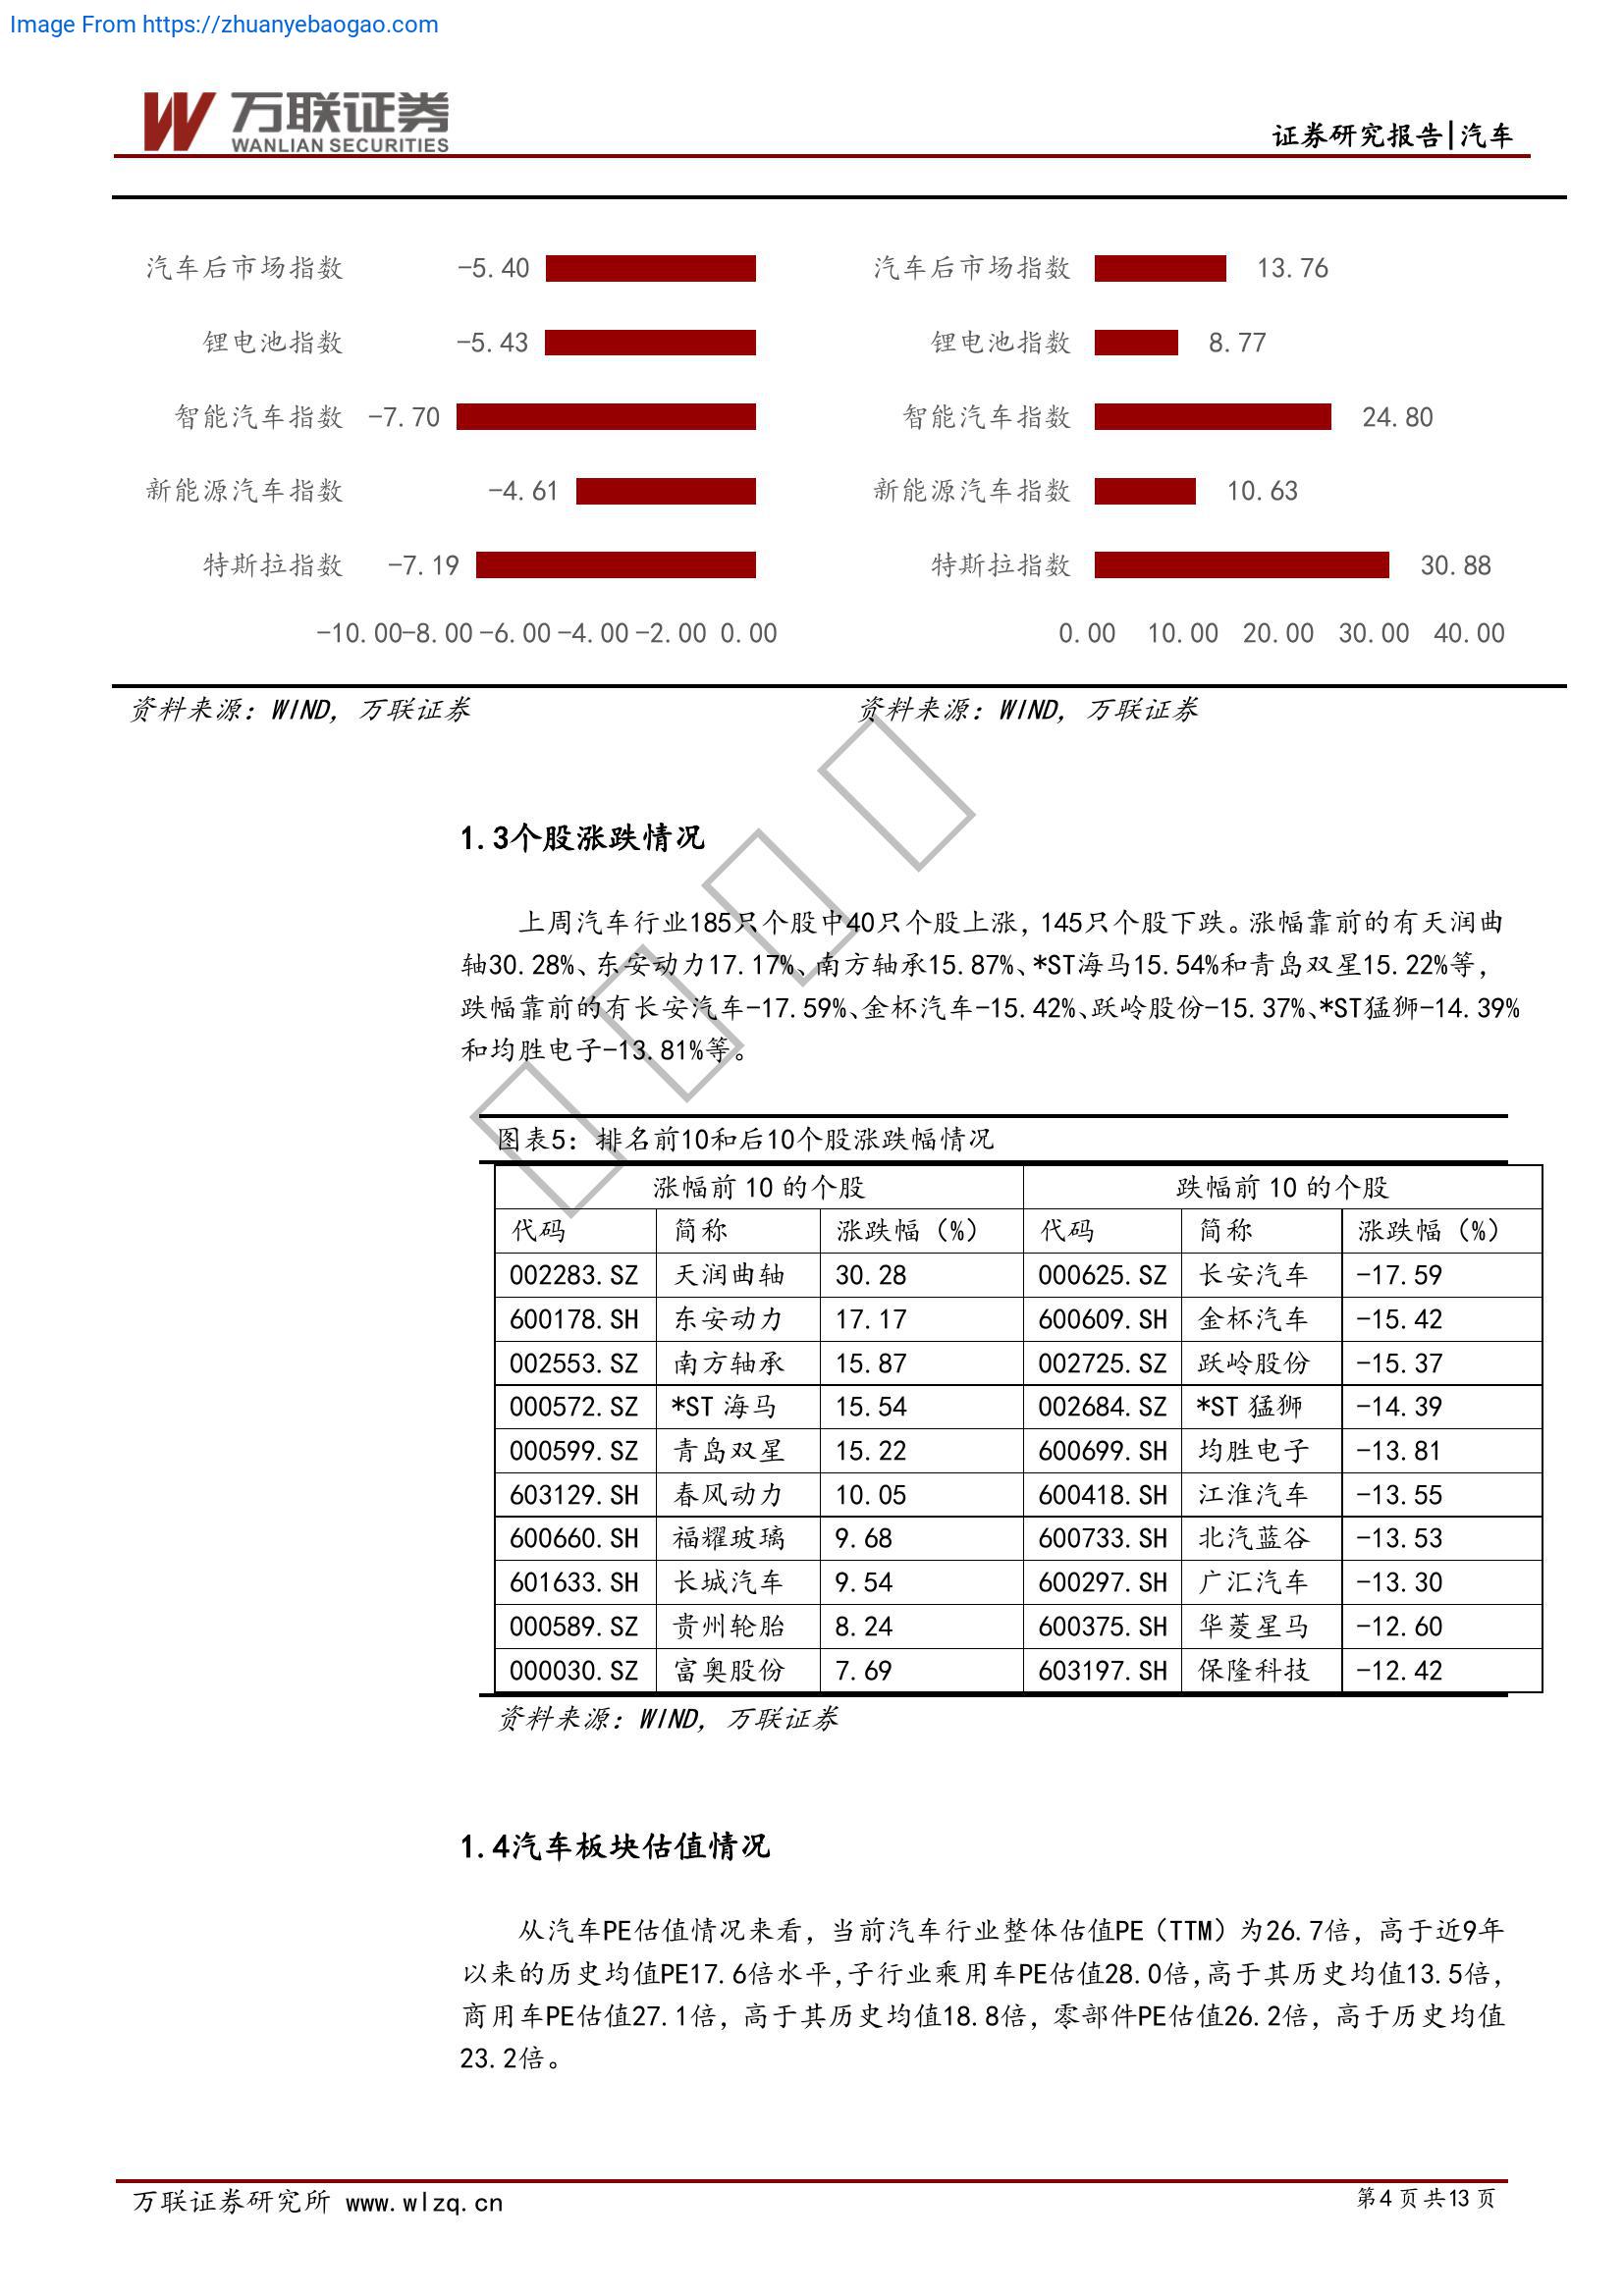 Image From https://zhuanyebaogao.com
万联证券
WANLIAN SECURITIES
证券研究报告|汽车
汽车后市场指数 -5.40
锂电池指数 -5.43
智能汽车指数 -7.70
新能源汽车指数 -4.61
特斯拉指数 -7.19
-10.00 -8.00 -6.00 -4.00 -2.00 0.00
汽车后市场指数 13.76
锂电池指数 8.77
智能汽车指数 24.80
新能源汽车指数 10.63
特斯拉指数 30.88
0.00 10.00 20.00 30.00 40.00
资料来源：WIND，万联证券
资料来源：WIND，万联证券
1.3个股涨跌情况
上周汽车行业185只个股中40只个股上涨，145只个股下跌。涨幅靠前的有天润曲
轴30.28%、东安动力17.17%、南方轴承15.87%、*ST海马15.54%和青岛双星15.22%等，
跌幅靠前的有长安汽车-17.59%、金杯汽车-15.42%、跃岭股份-15.37%、*ST猛狮-14.39%
和均胜电子-13.81%等。
图表5：排名前10和后10个股涨跌幅情况
涨幅前 10 的个股 跌幅前 10 的个股
代码 简称 涨跌幅（%） 代码 简称 涨跌幅（%）
002283.SZ 天润曲轴 30.28 000625.SZ 长安汽车 -17.59
600178.SH 东安动力 17.17 600609.SH 金杯汽车 -15.42
002553.SZ 南方轴承 15.87 002725.SZ 跃岭股份 -15.37
000572.SZ *ST 海马 15.54 002684.SZ *ST 猛狮 -14.39
000599.SZ 青岛双星 15.22 600699.SH 均胜电子 -13.81
603129.SH 春风动力 10.05 600418.SH 江淮汽车 -13.55
600660.SH 福耀玻璃 9.68 600733.SH 北汽蓝谷 -13.53
601633.SH 长城汽车 9.54 600297.SH 广汇汽车 -13.30
000589.SZ 贵州轮胎 8.24 600375.SH 华菱星马 -12.60
000030.SZ 富奥股份 7.69 603197.SH 保隆科技 -12.42
资料来源：WIND，万联证券
1.4汽车板块估值情况
从汽车PE估值情况来看，当前汽车行业整体估值PE（TTM）为26.7倍，高于近9年
以来的历史均值PE17.6倍水平,子行业乘用车PE估值28.0倍,高于其历史均值13.5倍,
商用车PE估值27.1倍，高于其历史均值18.8倍，零部件PE估值26.2倍，高于历史均值
23.2倍。
万联证券研究所 www.wlzq.cn
第4 页 共13 页